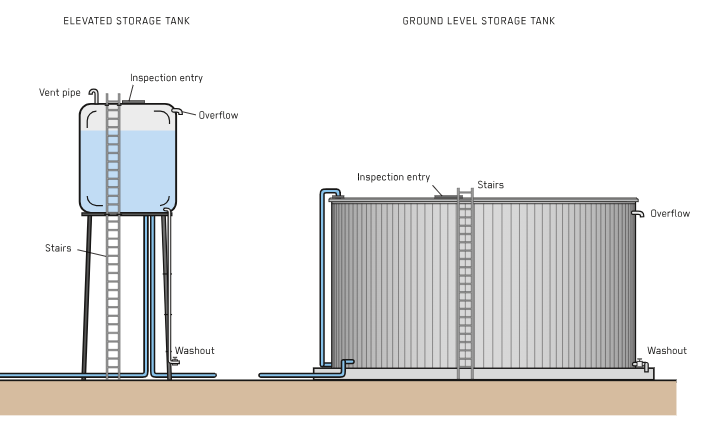 ELEVATED STORAGE TANK
GROUND LEVEL STORAGE TANK
Inspection entry
Vent pipe
Overflow
Stairs
Washout
Inspection entry
Stairs
Overflow
Washout